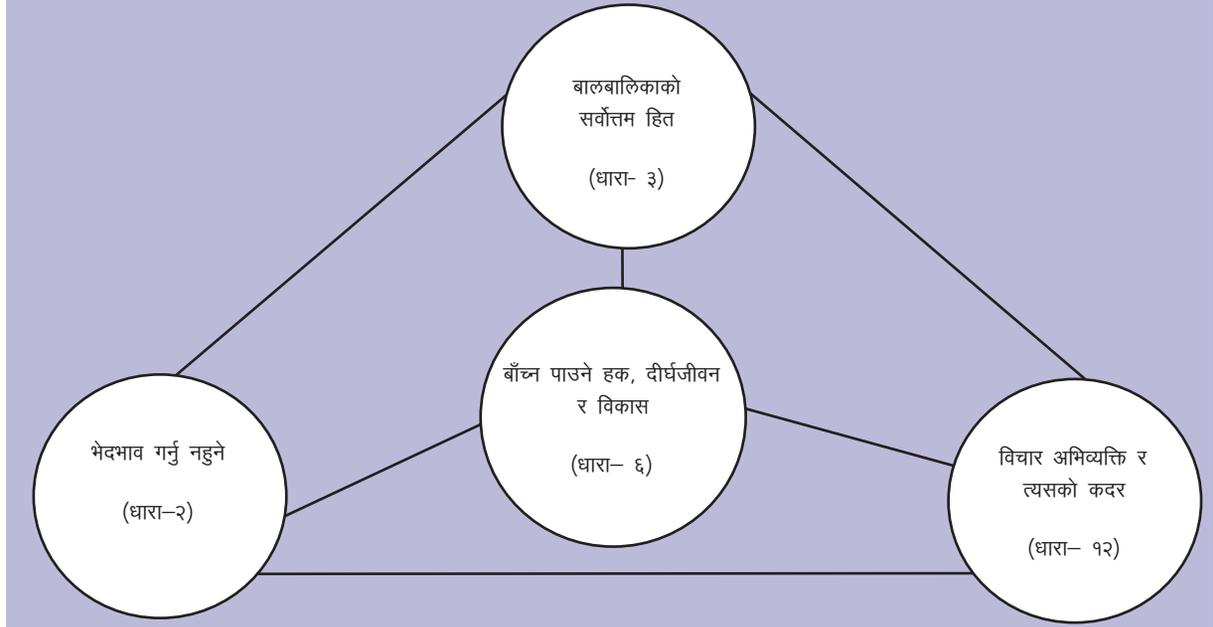 बालबालिकाको
सर्वोत्तम हित
(धारा- ३)
बाँच्न पाउने हक, दीर्घजीवन
र विकास
(धारा– ६)
भेदभाव गर्नु नहुने
(धारा–२)
विचार अभिव्यक्ति र
त्यसको कदर
(धारा– १२)